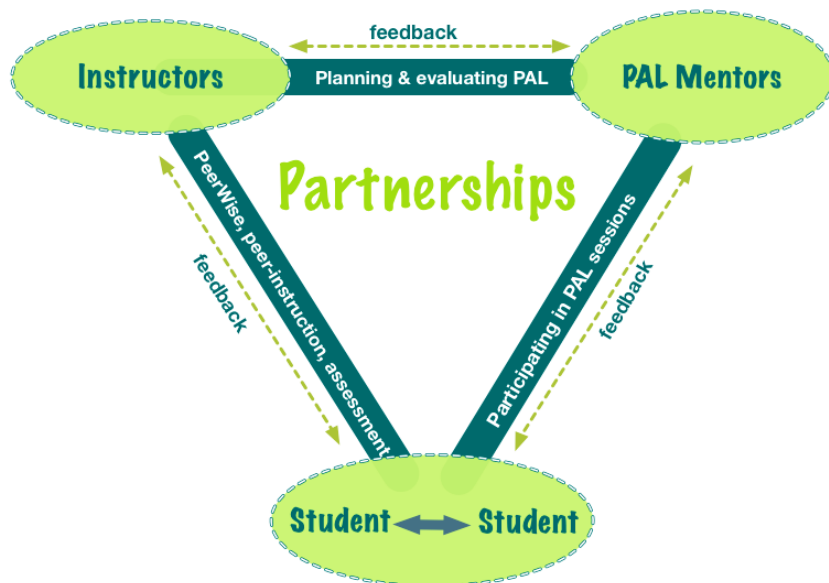 feedback
Instructors
Planning & evaluating PAL
PAL Mentors
Partnerships
PeerWise, peer-instruction, assessment
feedback
Participating in PAL sessions
feedback
Student
Student